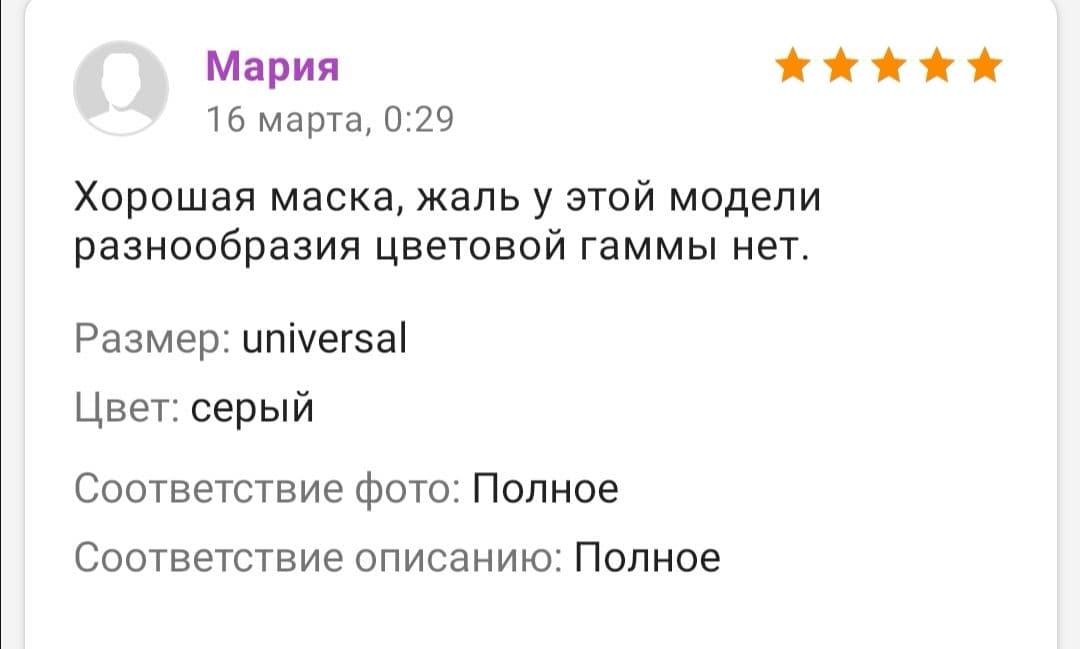 Мария
16 марта, 0:29
Хорошая маска, жаль у этой модели
разнообразия цветовой гаммы нет.
Размер: universal
Цвет: серый
Соответствие фото: Полное
Соответствие описанию: Полное